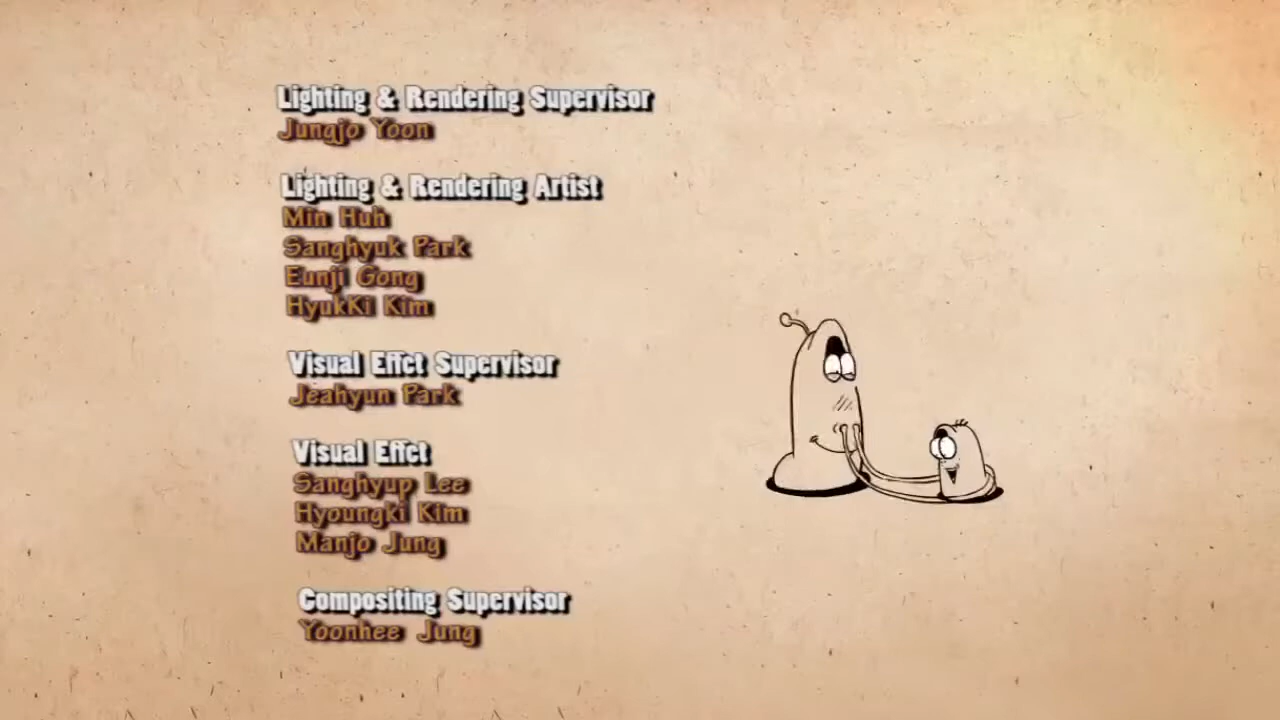 Lighting & Rendering Supervisor
Jungjo Yoon
Lighting & Rendering Artist
Min Huh
Sanghyuk Park
Eunji Gong
HyukKi Kim
Visual Effct Supervisor
Jeahyun Park
Visual Effct
Sanghyup Lee
Hyoungki Kim
Manjo Jung
Compositing Supervisor
Yoonhee Jung